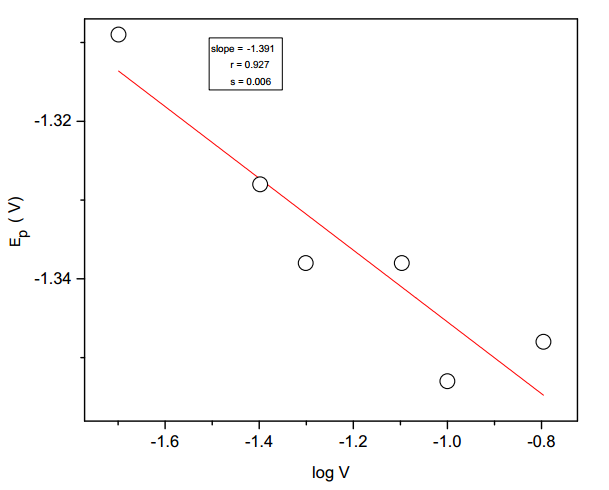 slope = -1.391
r = 0.927
s = 0.006
-1.32
-1.34
Ep ( V)
-1.6 -1.4 -1.2 -1.0 -0.8
log V